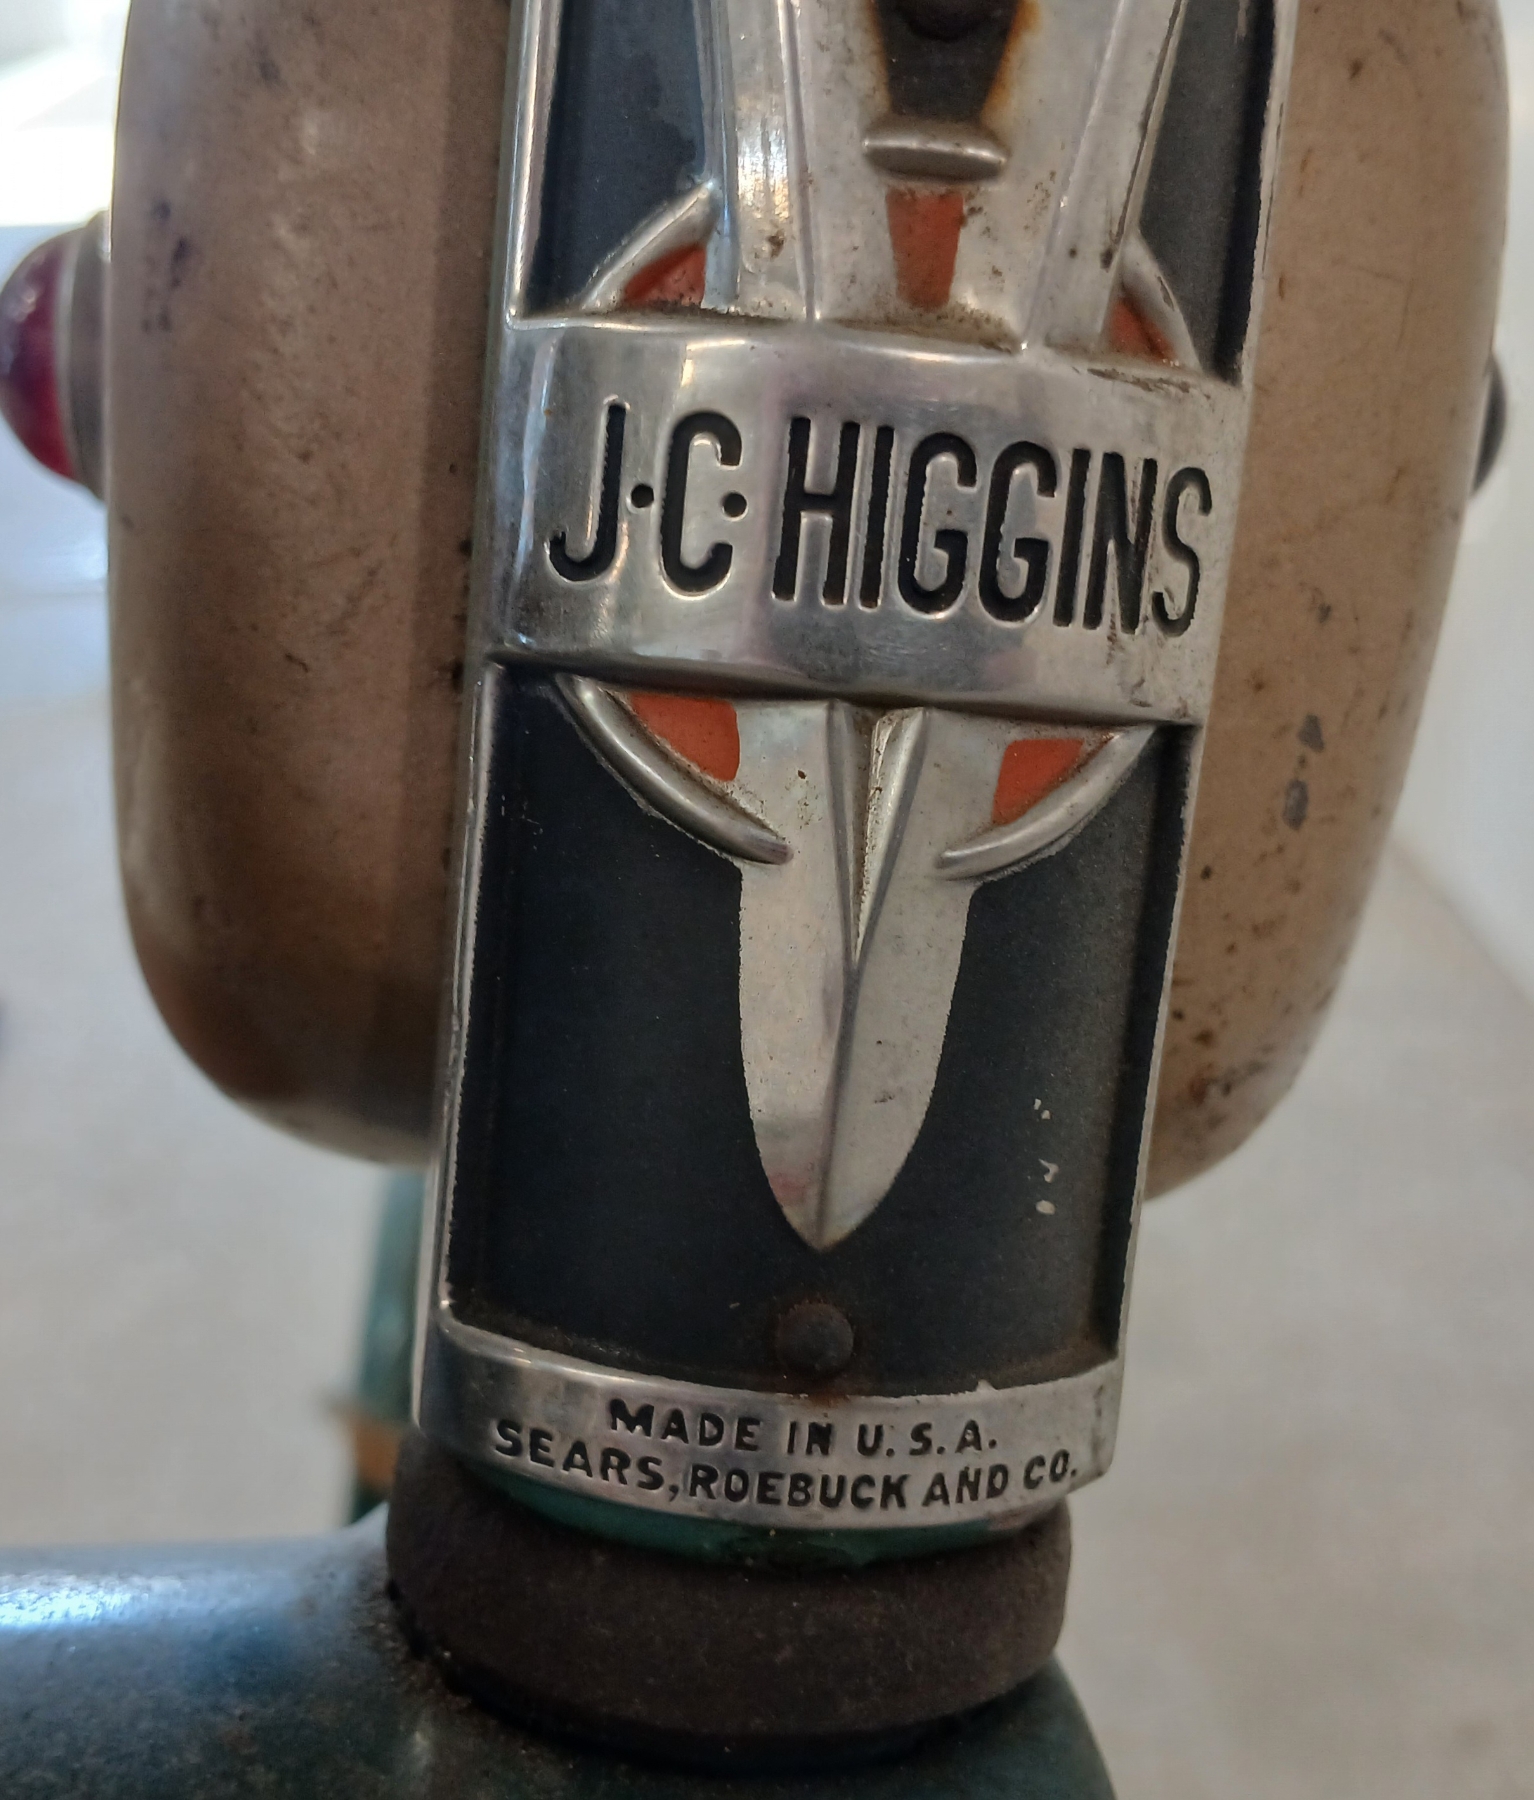 J·C· HIGGINS
MADE IN U.S.A.
SEARS, ROEBUCK AND CO.